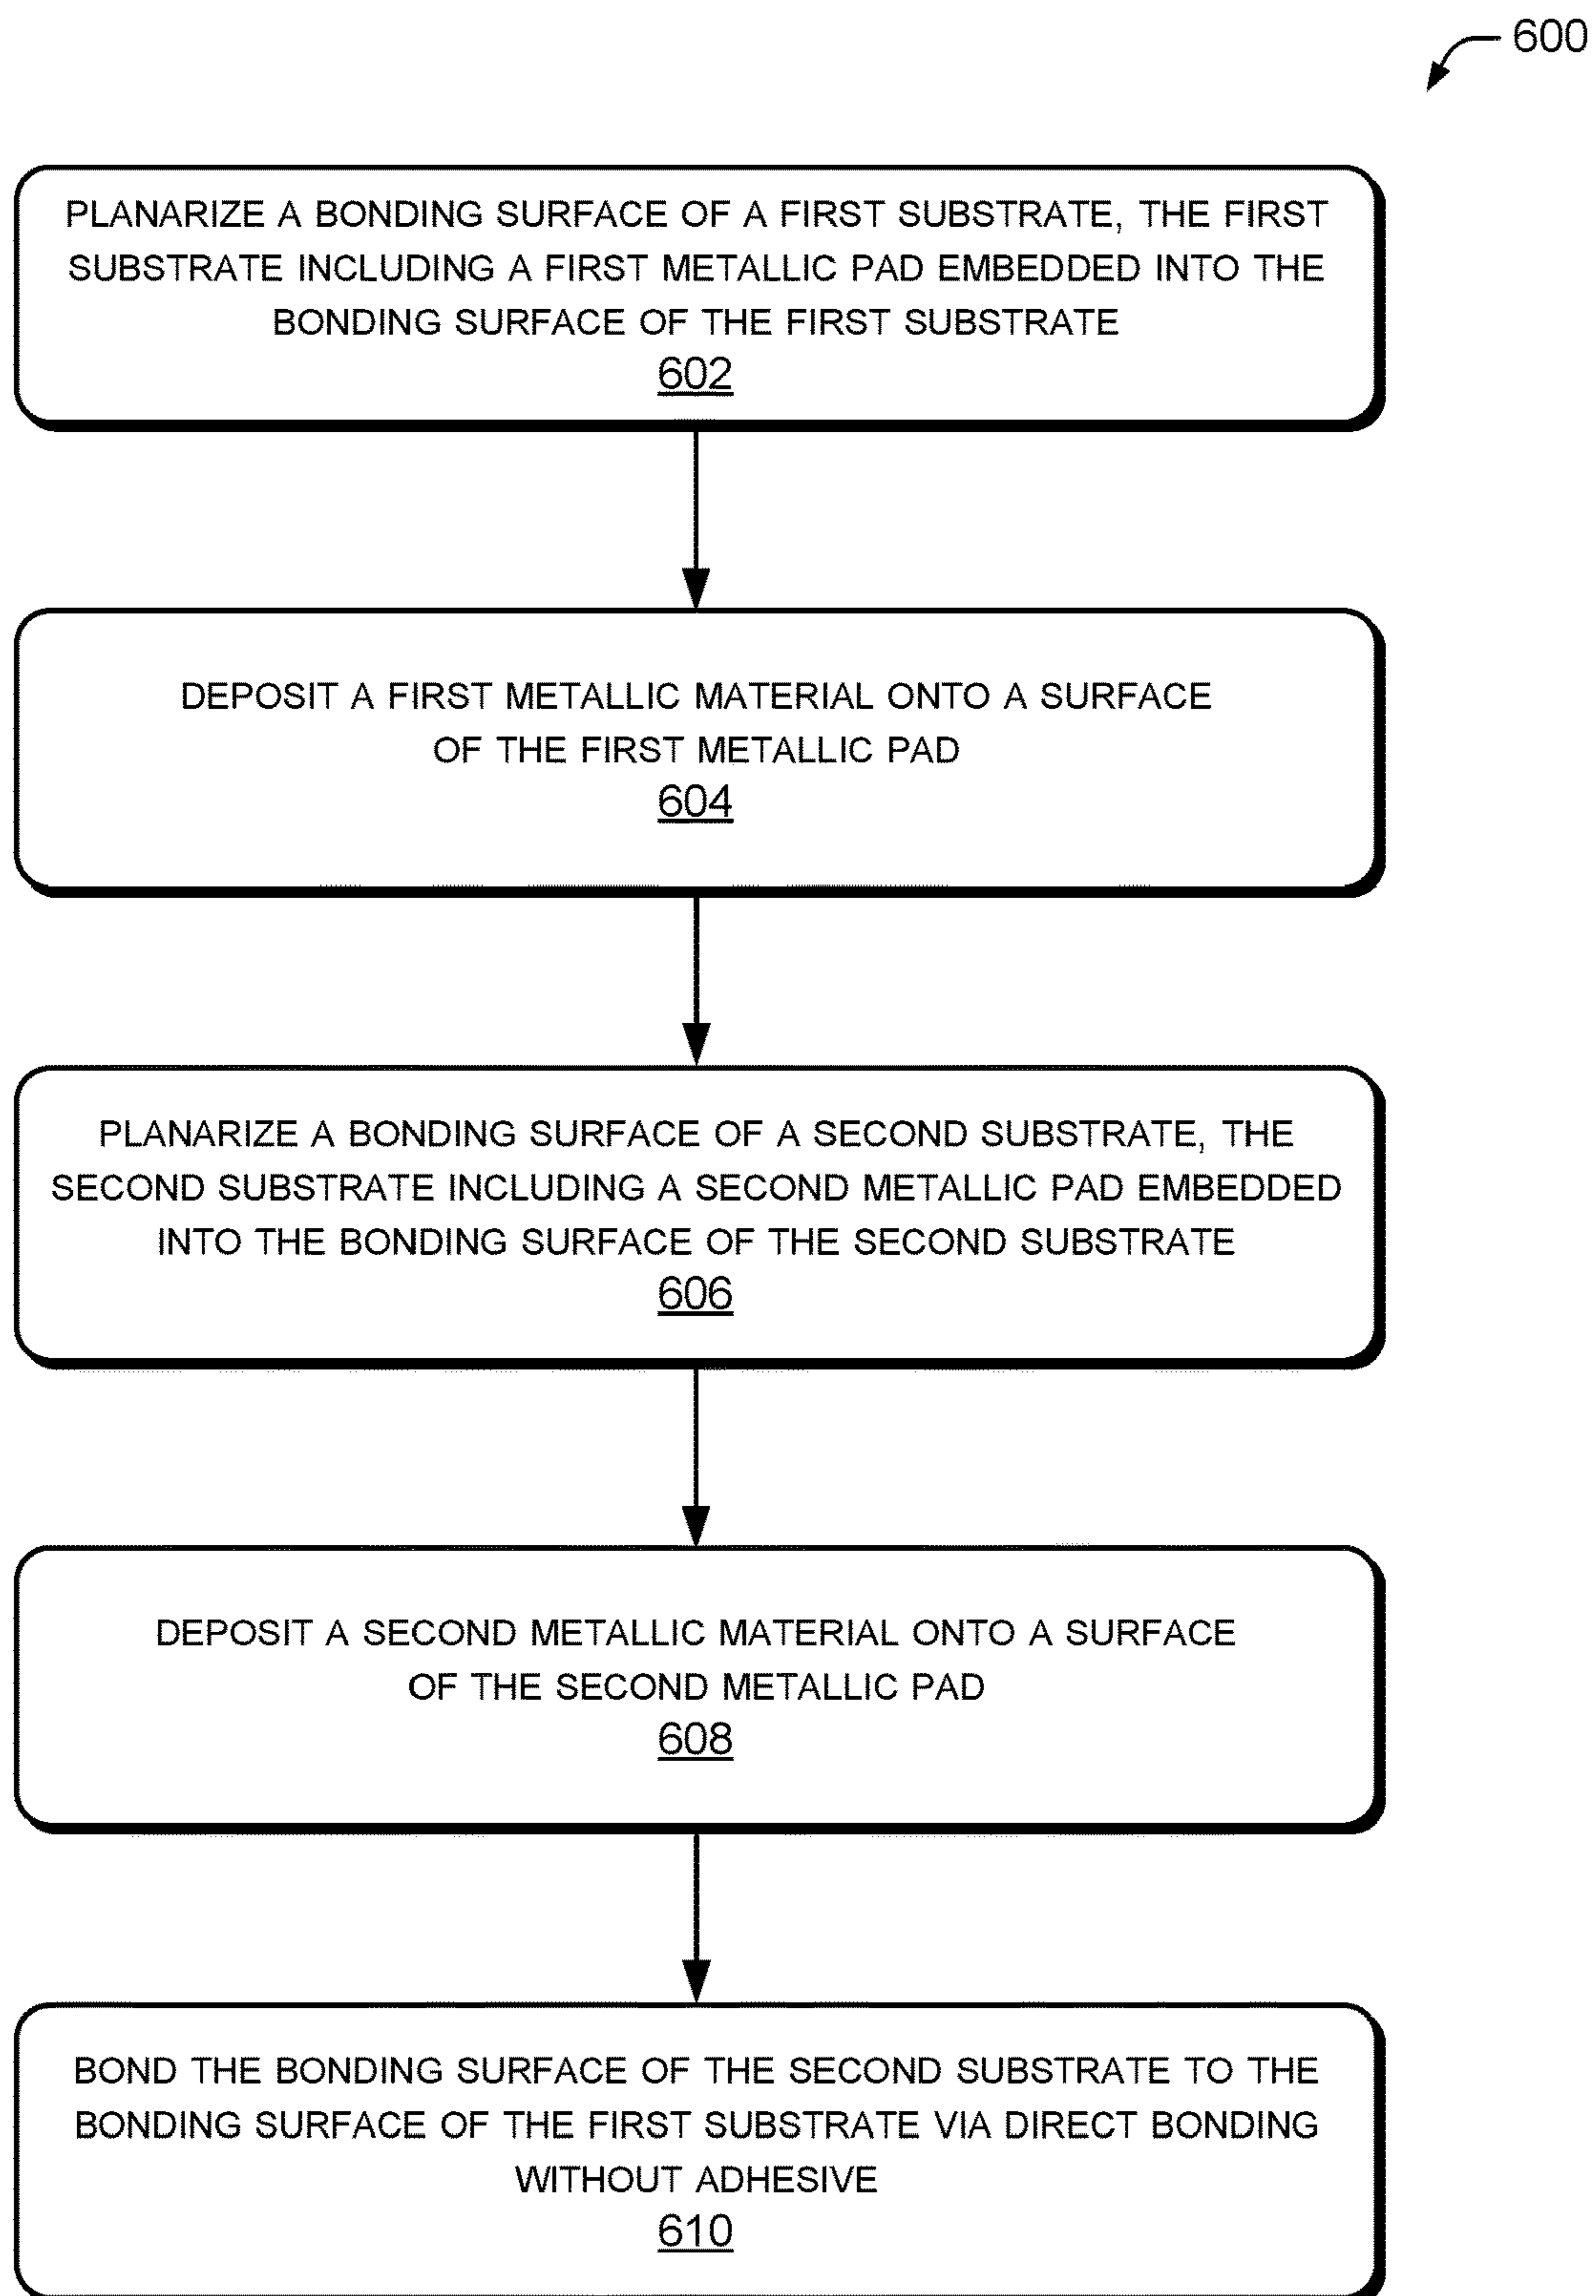 600
PLANARIZE A BONDING SURFACE OF A FIRST SUBSTRATE, THE FIRST
SUBSTRATE INCLUDING A FIRST METALLIC PAD EMBEDDED INTO THE
BONDING SURFACE OF THE FIRST SUBSTRATE
602
DEPOSIT A FIRST METALLIC MATERIAL ONTO A SURFACE
OF THE FIRST METALLIC PAD
604
PLANARIZE A BONDING SURFACE OF A SECOND SUBSTRATE, THE
SECOND SUBSTRATE INCLUDING A SECOND METALLIC PAD EMBEDDED
INTO THE BONDING SURFACE OF THE SECOND SUBSTRATE
606
DEPOSIT A SECOND METALLIC MATERIAL ONTO A SURFACE
OF THE SECOND METALLIC PAD
608
BOND THE BONDING SURFACE OF THE SECOND SUBSTRATE TO THE
BONDING SURFACE OF THE FIRST SUBSTRATE VIA DIRECT BONDING
WITHOUT ADHESIVE
610